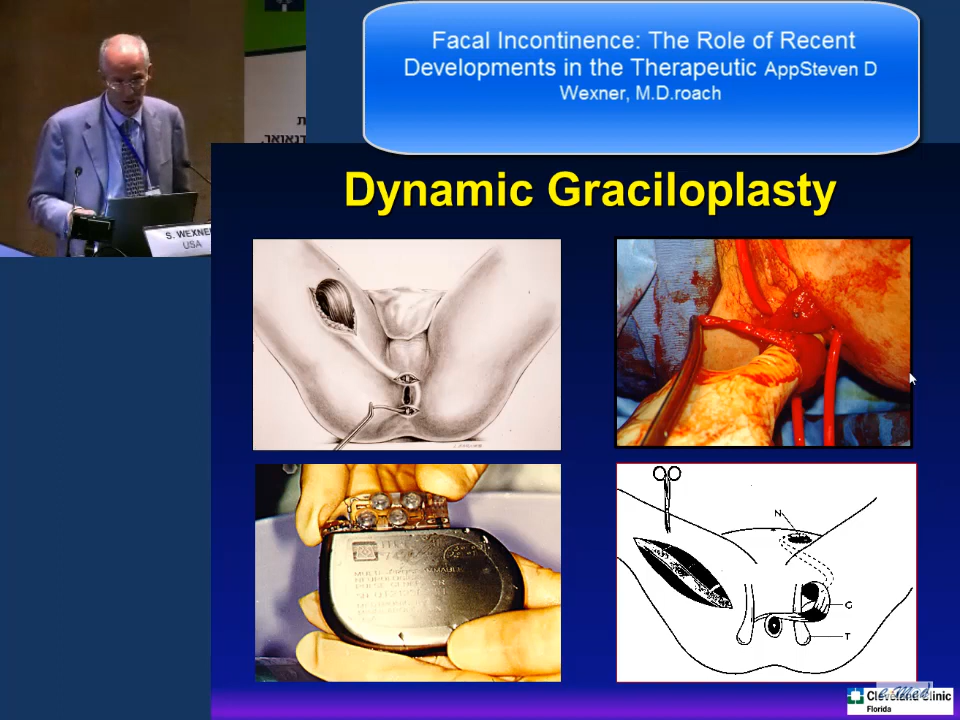 Facal Incontinence: The Role of Recent
Developments in the Therapeutic AppSteven D
Wexner, M.D.roach
Dynamic Graciloplasty
S. WEXNER
USA
N
G
T
e-Med
Cleveland Clinic
Florida